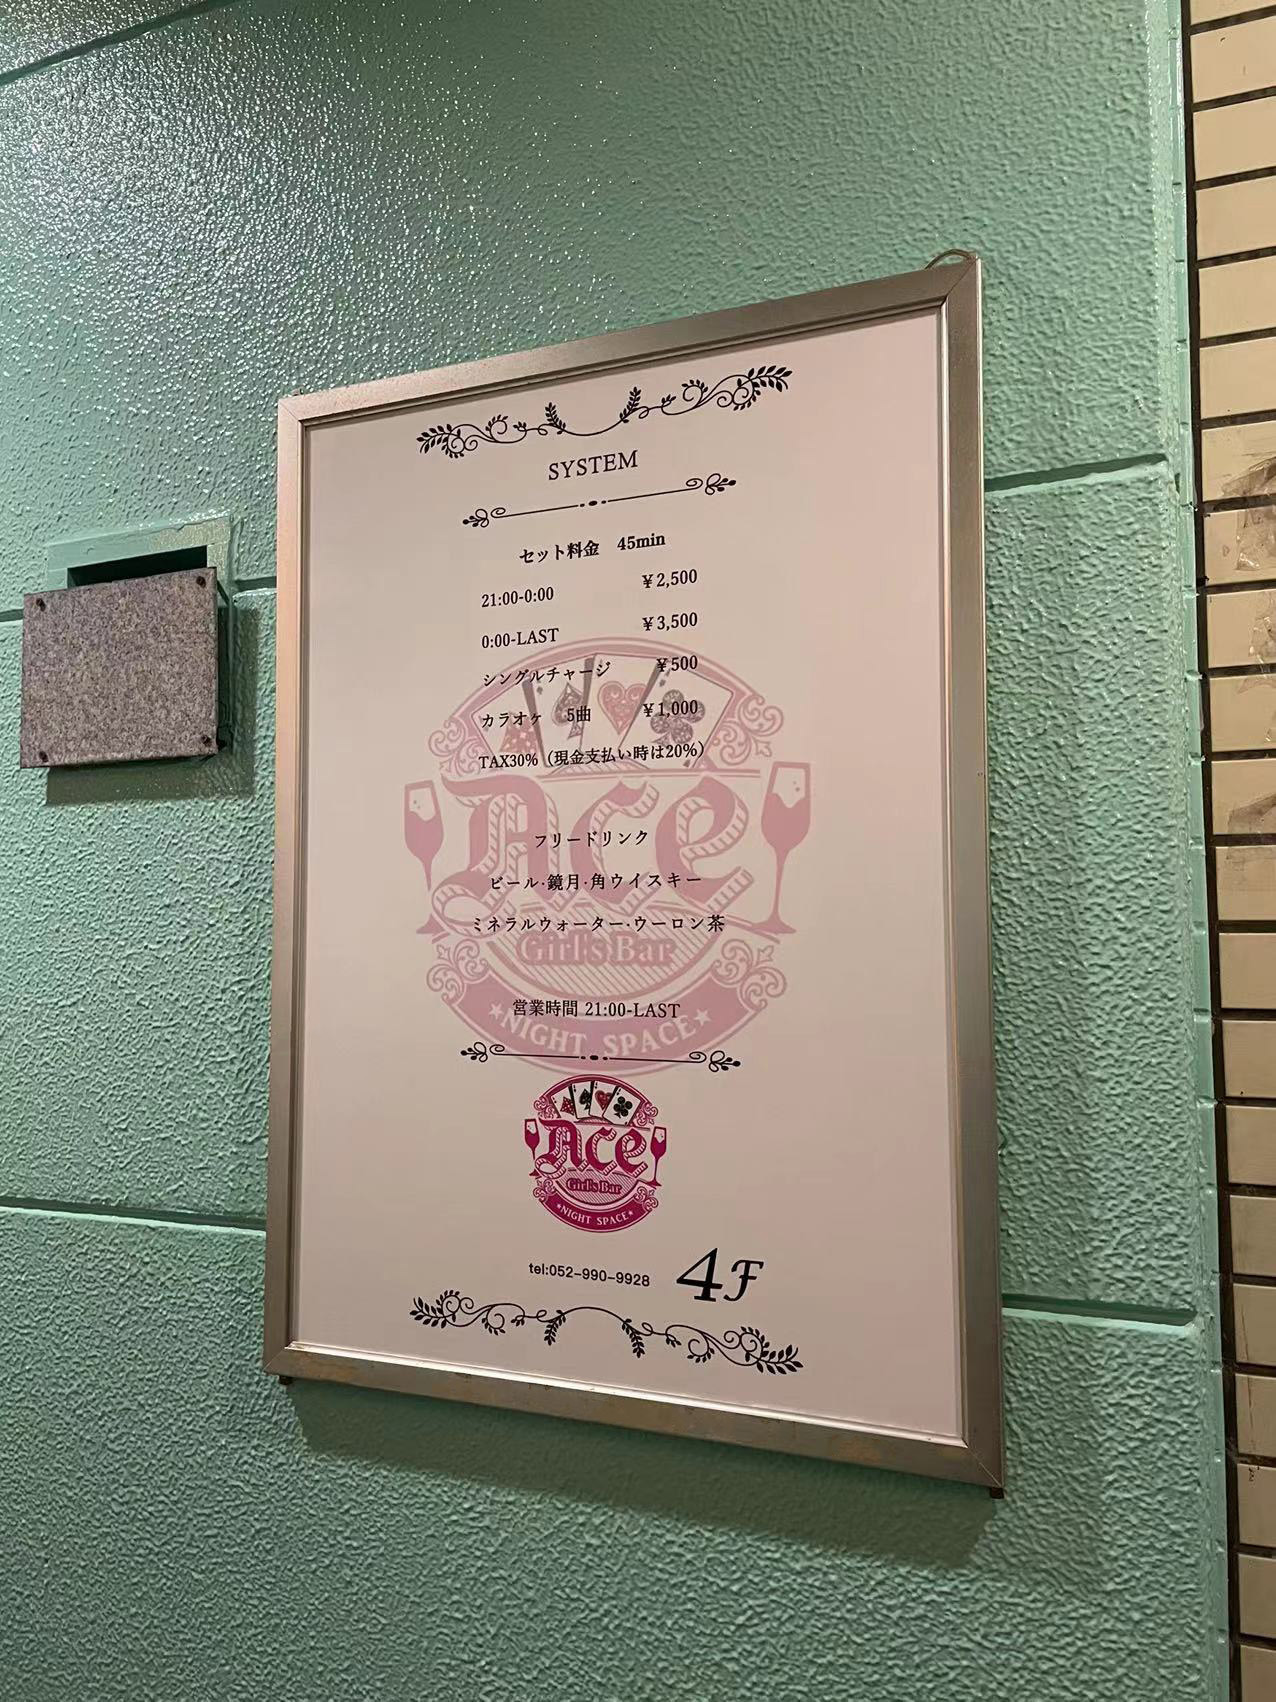 SYSTEM
セット料金　45min
21:00-0:00 ¥2,500
0:00-LAST ¥3,500
シングルチャージ ¥500
カラオケ　5曲 ¥1,000
TAX30%（現金支払い時は20%）
Ace
フリードリンク
ビール·鏡月·角ウイスキー
ミネラルウォーター·ウーロン茶
Girl's Bar
営業時間 21:00-LAST
★NIGHT SPACE★
Ace
Girl's Bar
★NIGHT SPACE★
tel:052-990-9928 4F